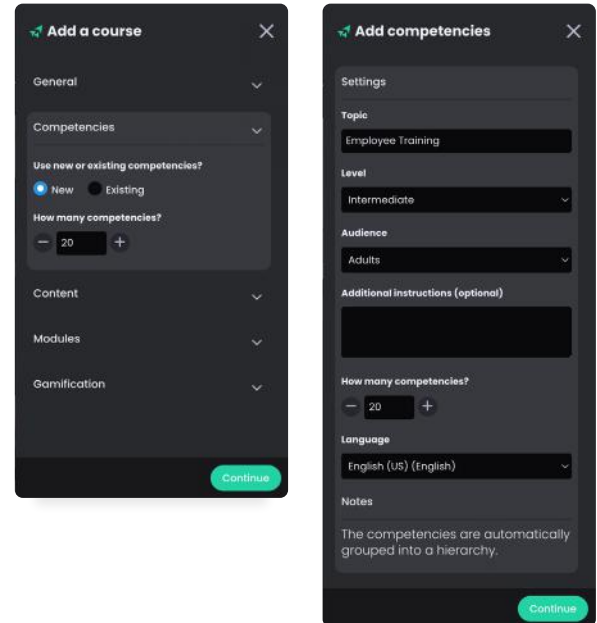 Add a course
General
Competencies
Use new or existing competencies?
New Existing
How many competencies?
20
Content
Modules
Gamification
Continue
Add competencies
Settings
Topic
Employee Training
Level
Intermediate
Audience
Adults
Additional instructions (optional)
How many competencies?
20
Language
English (US) (English)
Notes
The competencies are automatically
grouped into a hierarchy.
Continue